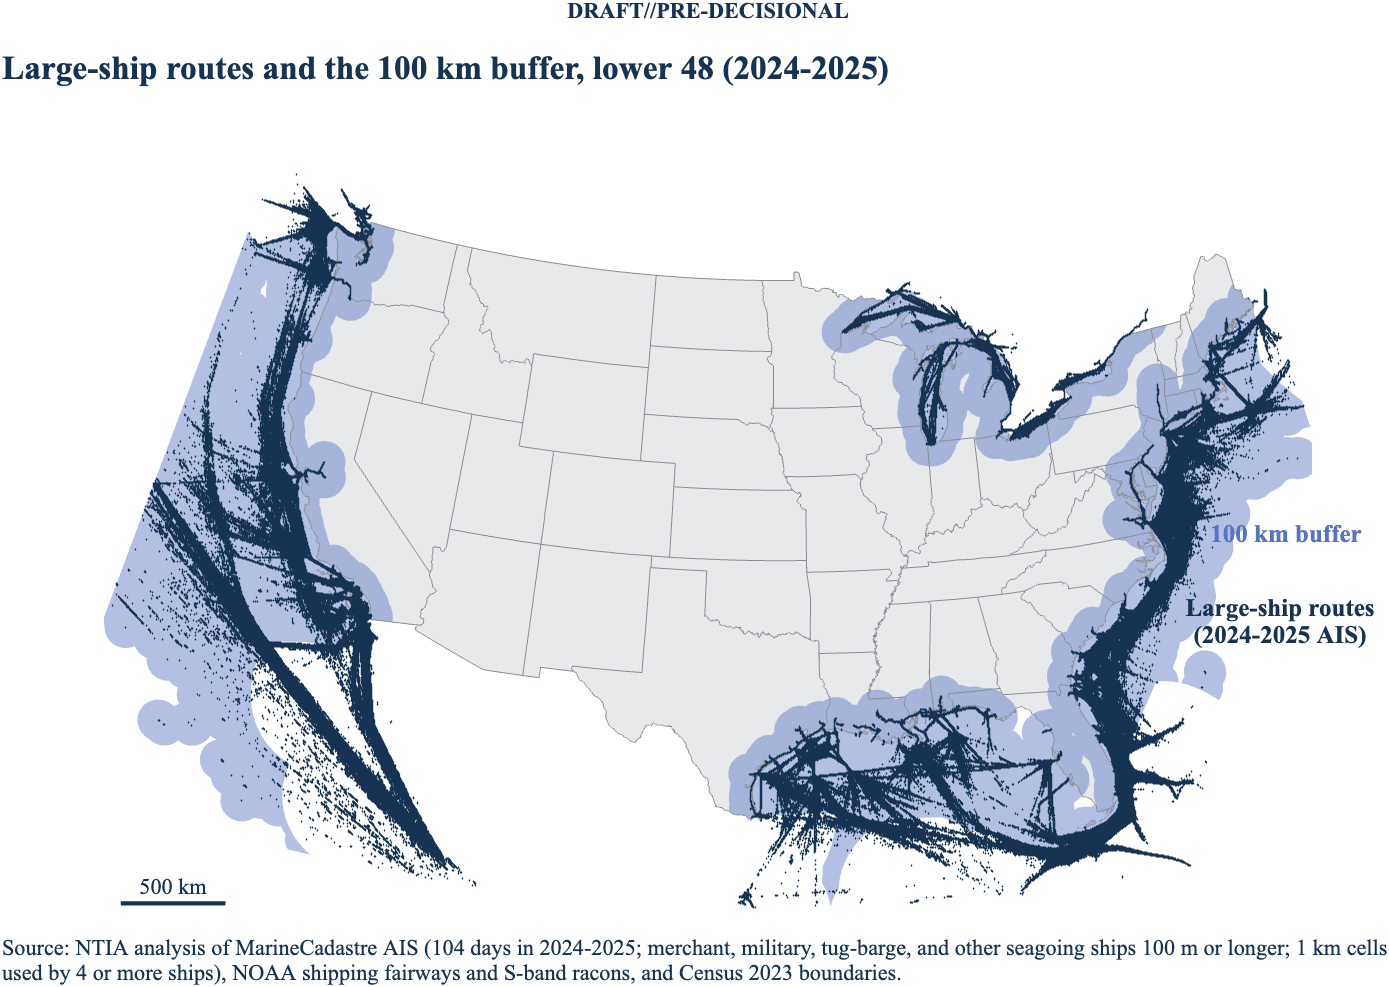 DRAFT//PRE-DECISIONAL
Large-ship routes and the 100 km buffer, lower 48 (2024-2025)
100 km buffer
Large-ship routes
(2024-2025 AIS)
500 km
Source: NTIA analysis of MarineCadastre AIS (104 days in 2024-2025; merchant, military, tug-barge, and other seagoing ships 100 m or longer; 1 km cells
used by 4 or more ships), NOAA shipping fairways and S-band racons, and Census 2023 boundaries.